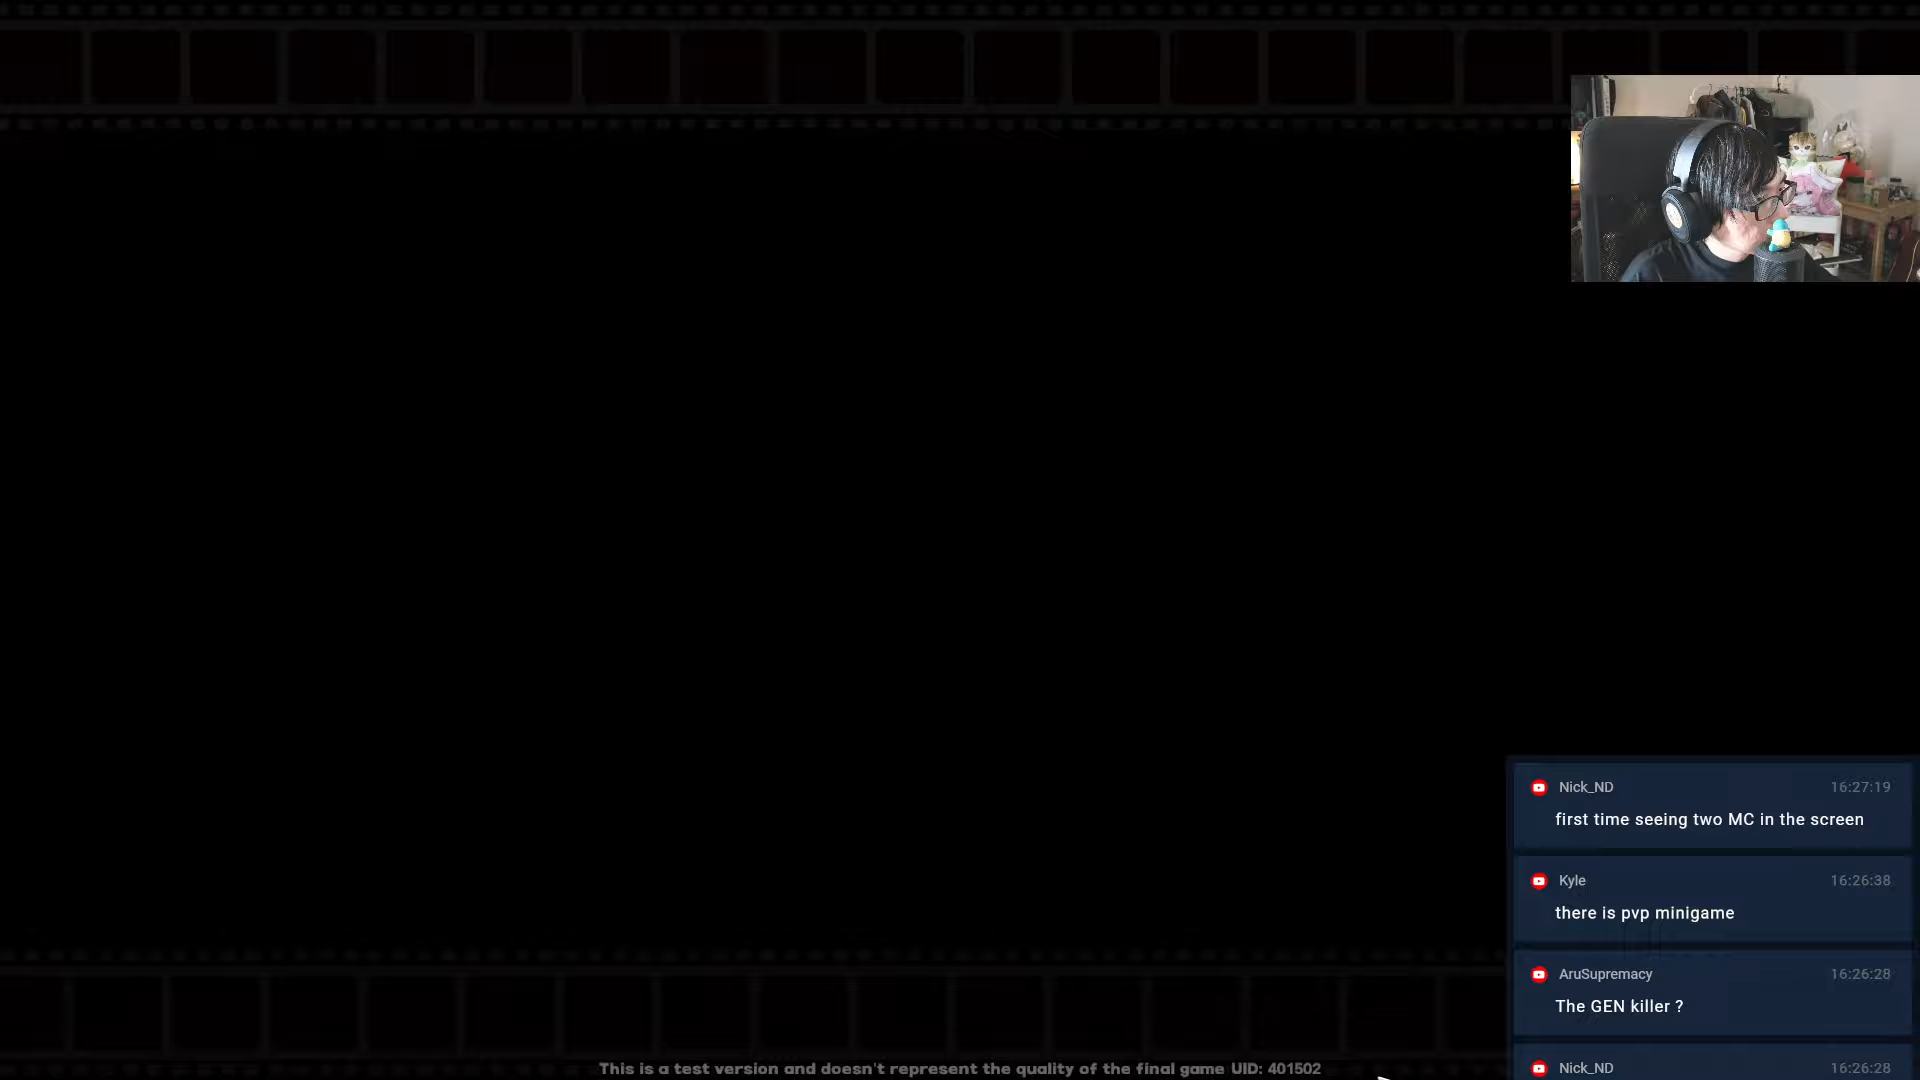 Nick_ND 16:27:19
first time seeing two MC in the screen
Kyle 16:26:38
there is pvp minigame
AruSupremacy 16:26:28
The GEN killer ?
Nick_ND 16:26:28
This is a test version and doesn't represent the quality of the final game UID: 401502